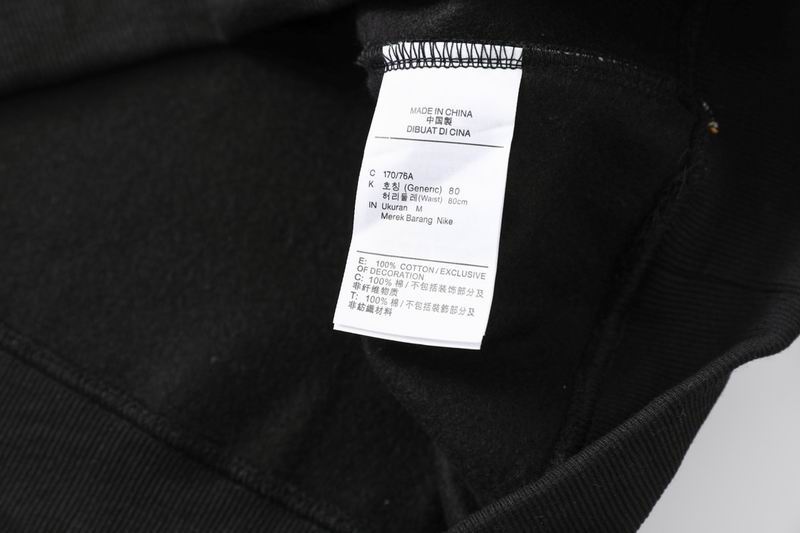 MADE IN CHINA
中国製
DIBUAT DI CINA
C 170/76A
K 호칭 (Generic) 80
허리둘레(Waist) 80cm
IN Ukuran M
Merek Barang Nike
E: 100% COTTON/EXCLUSIVE
OF DECORATION
C: 100% 棉/不包括装饰部分及
非纤维物质
T: 100% 棉/不包括裝飾部分及
非紡織材料